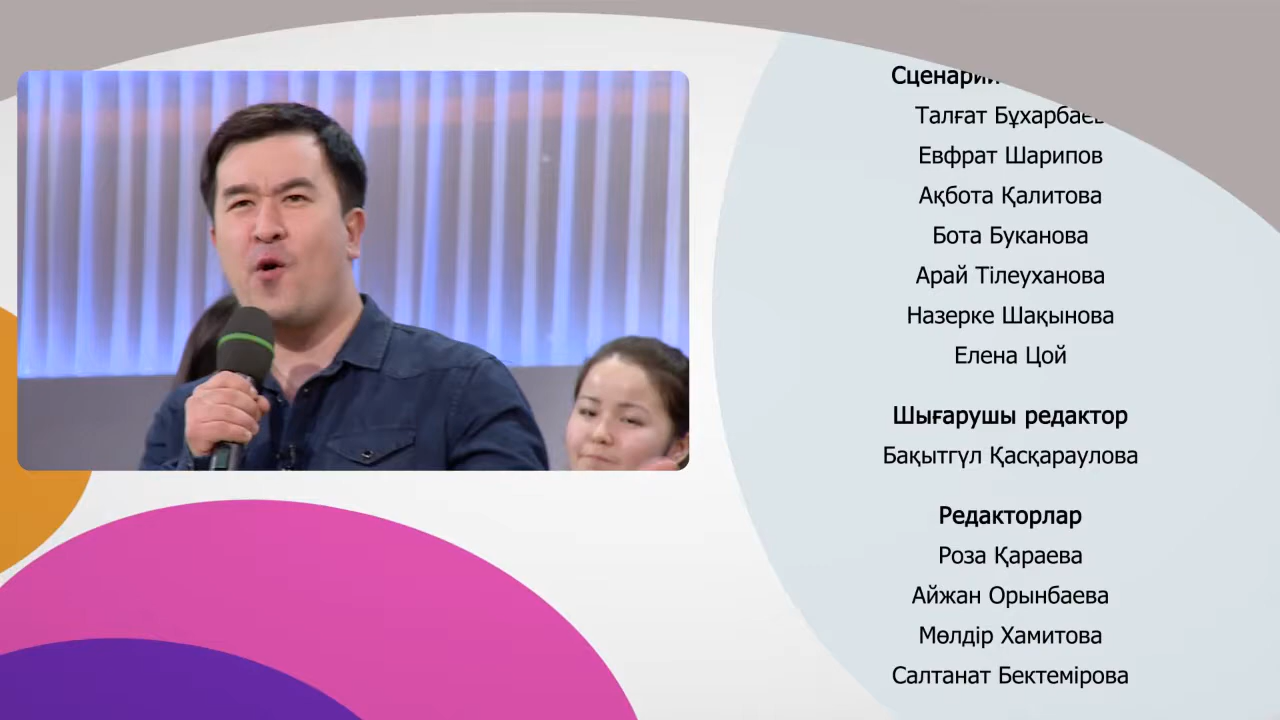 Талғат Бұхарбаев
Евфрат Шарипов
Ақбота Қалитова
Бота Буканова
Арай Тілеуханова
Назерке Шақынова
Елена Цой
Шығарушы редактор
Бақытгүл Қасқараулова
Редакторлар
Роза Қараева
Айжан Орынбаева
Мөлдір Хамитова
Салтанат Бектемірова